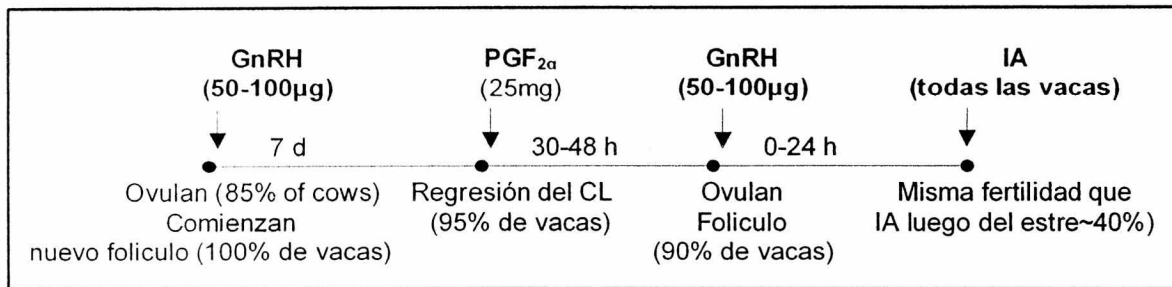 GnRH
(50-100µg)
PGF2α
(25mg)
GnRH
(50-100µg)
IA
(todas las vacas)
7 d
30-48 h
0-24 h
Ovulan (85% of cows)
Comienzan
nuevo foliculo (100% de vacas)
Regresión del CL
(95% de vacas)
Ovulan
Foliculo
(90% de vacas)
Misma fertilidad que
IA luego del estre~40%)